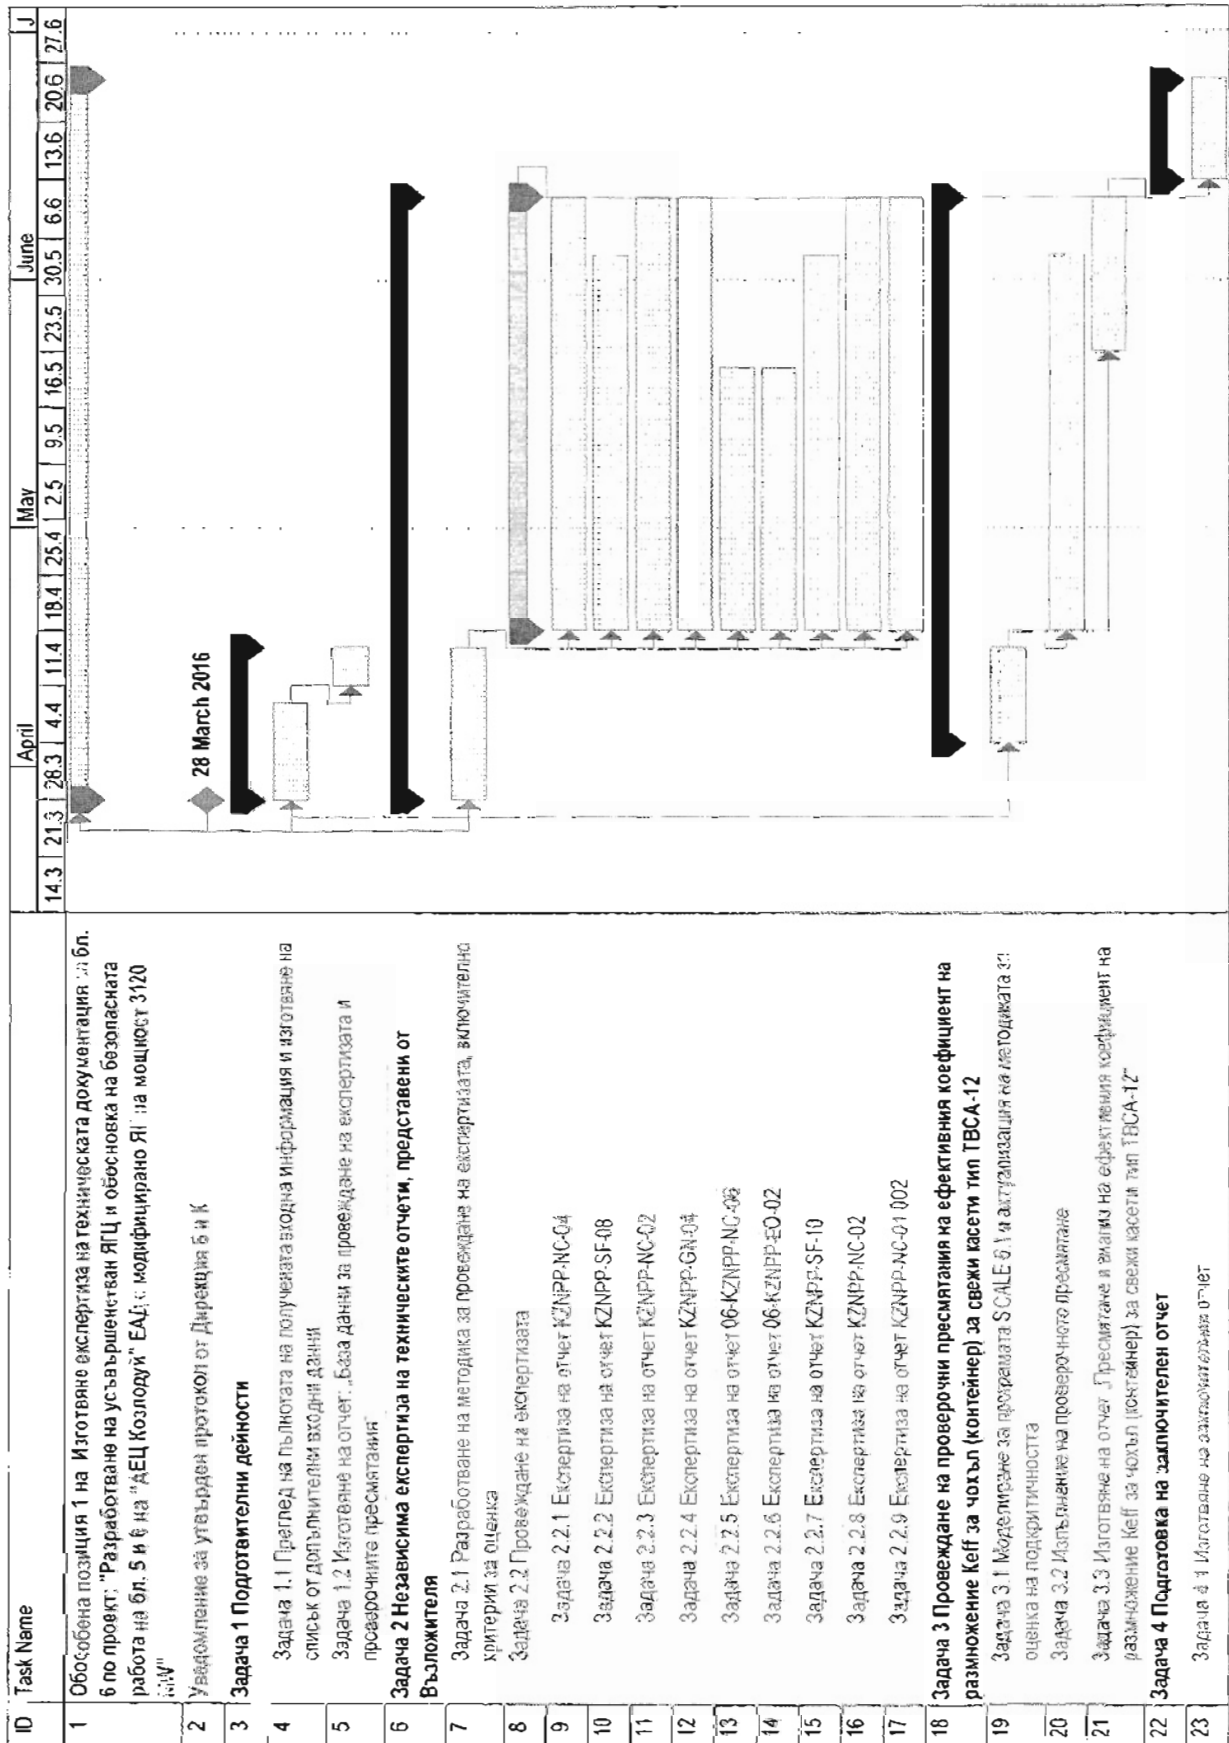 ID Task Name
April May June J
14.3 21.3 28.3 4.4 11.4 18.4 25.4 2.5 9.5 16.5 23.5 30.5 6.6 13.6 20.6 27.6
1 Обособена позиция 1 на Изготвяне експертиза на техническата документация за бл.
6 по проект: "Разработване на усъвършенстван ЯГЦ и обосновка на безопасната
работа на бл. 5 и 6 на "АЕЦ Козлодуй" ЕАД с модифицирано ЯГ на мощност 3120
MW"
2 Уведомление за утвърден протокол от Дирекция Б и К
28 March 2016
3 Задача 1 Подготвителни дейности
4 Задача 1.1 Преглед на пълнотата на получената входна информация и изготвяне на
списък от допълнителни входни данни
5 Задача 1.2 Изготвяне на отчет: „База данни за провеждане на експертизата и
проверочните пресмятания"
6 Задача 2 Независима експертиза на техническите отчети, представени от
Възложителя
7 Задача 2.1 Разработване на методика за провеждане на експертизата, включително
критерии за оценка
8 Задача 2.2 Провеждане на експертизата
9 Задача 2.2.1 Експертиза на отчет KZNPP-NC-04
10 Задача 2.2.2 Експертиза на отчет KZNPP-SF-08
11 Задача 2.2.3 Експертиза на отчет KZNPP-NC-02
12 Задача 2.2.4 Експертиза на отчет KZNPP-GN-04
13 Задача 2.2.5 Експертиза на отчет 06-KZNPP-NC-06
14 Задача 2.2.6 Експертиза на отчет 06-KZNPP-EO-02
15 Задача 2.2.7 Експертиза на отчет KZNPP-SF-10
16 Задача 2.2.8 Експертиза на отчет KZNPP-NC-02
17 Задача 2.2.9 Експертиза на отчет KZNPP-NC-01 002
18 Задача 3 Провеждане на проверочни пресмятания на ефективния коефициент на
размножение Keff за чохъл (контейнер) за свежи касети тип ТВСА-12
19 Задача 3.1 Моделиране за програмата SCALE 6.1 и актуализация на методиката за
оценка на подкритичността
20 Задача 3.2 Изпълнание на проверочното пресмятане
21 Задача 3.3 Изготвяне на отчет „Пресмятане и анализ на ефективния коефициент на
размножение Keff за чохъл (контейнер) за свежи касети тип ТВСА-12"
22 Задача 4 Подготовка на заключителен отчет
23 Задача 4.1 Изготвяне на заключителния отчет